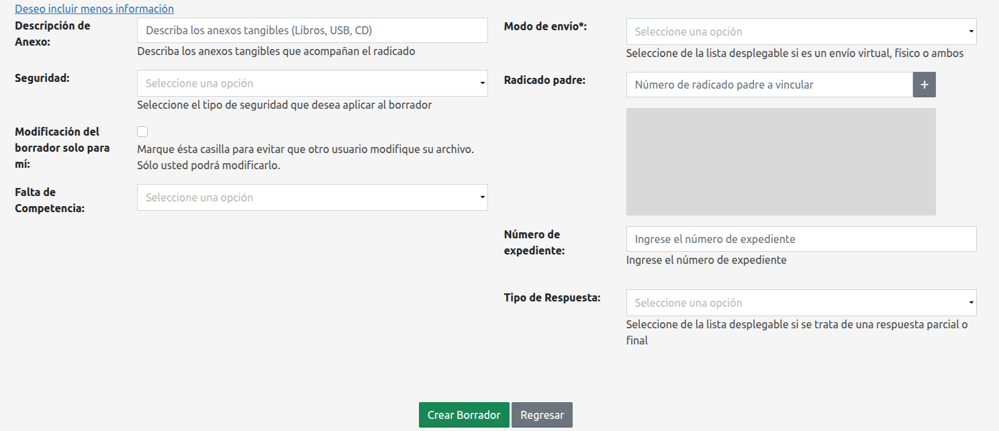 Deseo incluir menos información
Descripción de
Anexo:
Describa los anexos tangibles (Libros, USB, CD)
Describa los anexos tangibles que acompañan el radicado
Seguridad:
Seleccione una opción
Seleccione el tipo de seguridad que desea aplicar al borrador
Modificación del
borrador solo para
mí:
Marque ésta casilla para evitar que otro usuario modifique su archivo.
Sólo usted podrá modificarlo.
Falta de
Competencia:
Seleccione una opción
Modo de envío*:
Seleccione una opción
Seleccione de la lista desplegable si es un envío virtual, físico o ambos
Radicado padre:
Número de radicado padre a vincular
+
Número de
expediente:
Ingrese el número de expediente
Ingrese el número de expediente
Tipo de Respuesta:
Seleccione una opción
Seleccione de la lista desplegable si se trata de una respuesta parcial o
final
Crear Borrador
Regresar